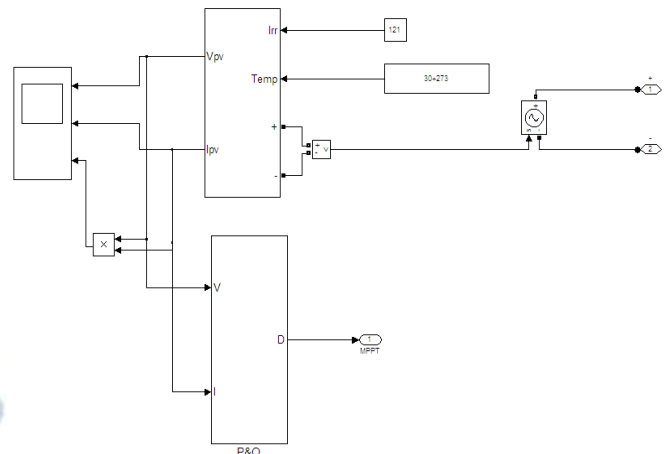 Irr
121
Vpv
Temp
30+273
+
+
1
+
+
-
v
s
-
Ipv
-
-
2
×
V
D
1
MPPT
I
P&O